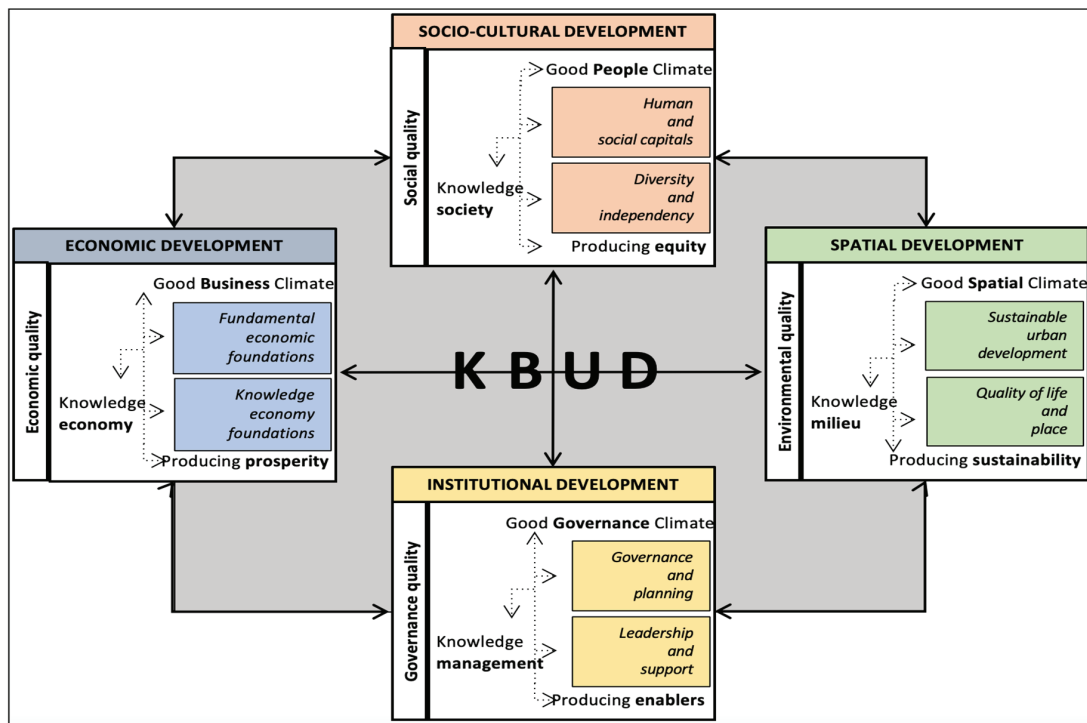 SOCIO-CULTURAL DEVELOPMENT
Social quality
Good People Climate
Human
and
social capitals
Knowledge
society
Diversity
and
independency
Producing equity
ECONOMIC DEVELOPMENT
Economic quality
Good Business Climate
Fundamental
economic
foundations
Knowledge
economy
Knowledge
economy
foundations
Producing prosperity
KBUD
SPATIAL DEVELOPMENT
Environmental quality
Good Spatial Climate
Sustainable
urban
development
Knowledge
milieu
Quality of life
and
place
Producing sustainability
INSTITUTIONAL DEVELOPMENT
Governance quality
Good Governance Climate
Governance
and
planning
Knowledge
management
Leadership
and
support
Producing enablers